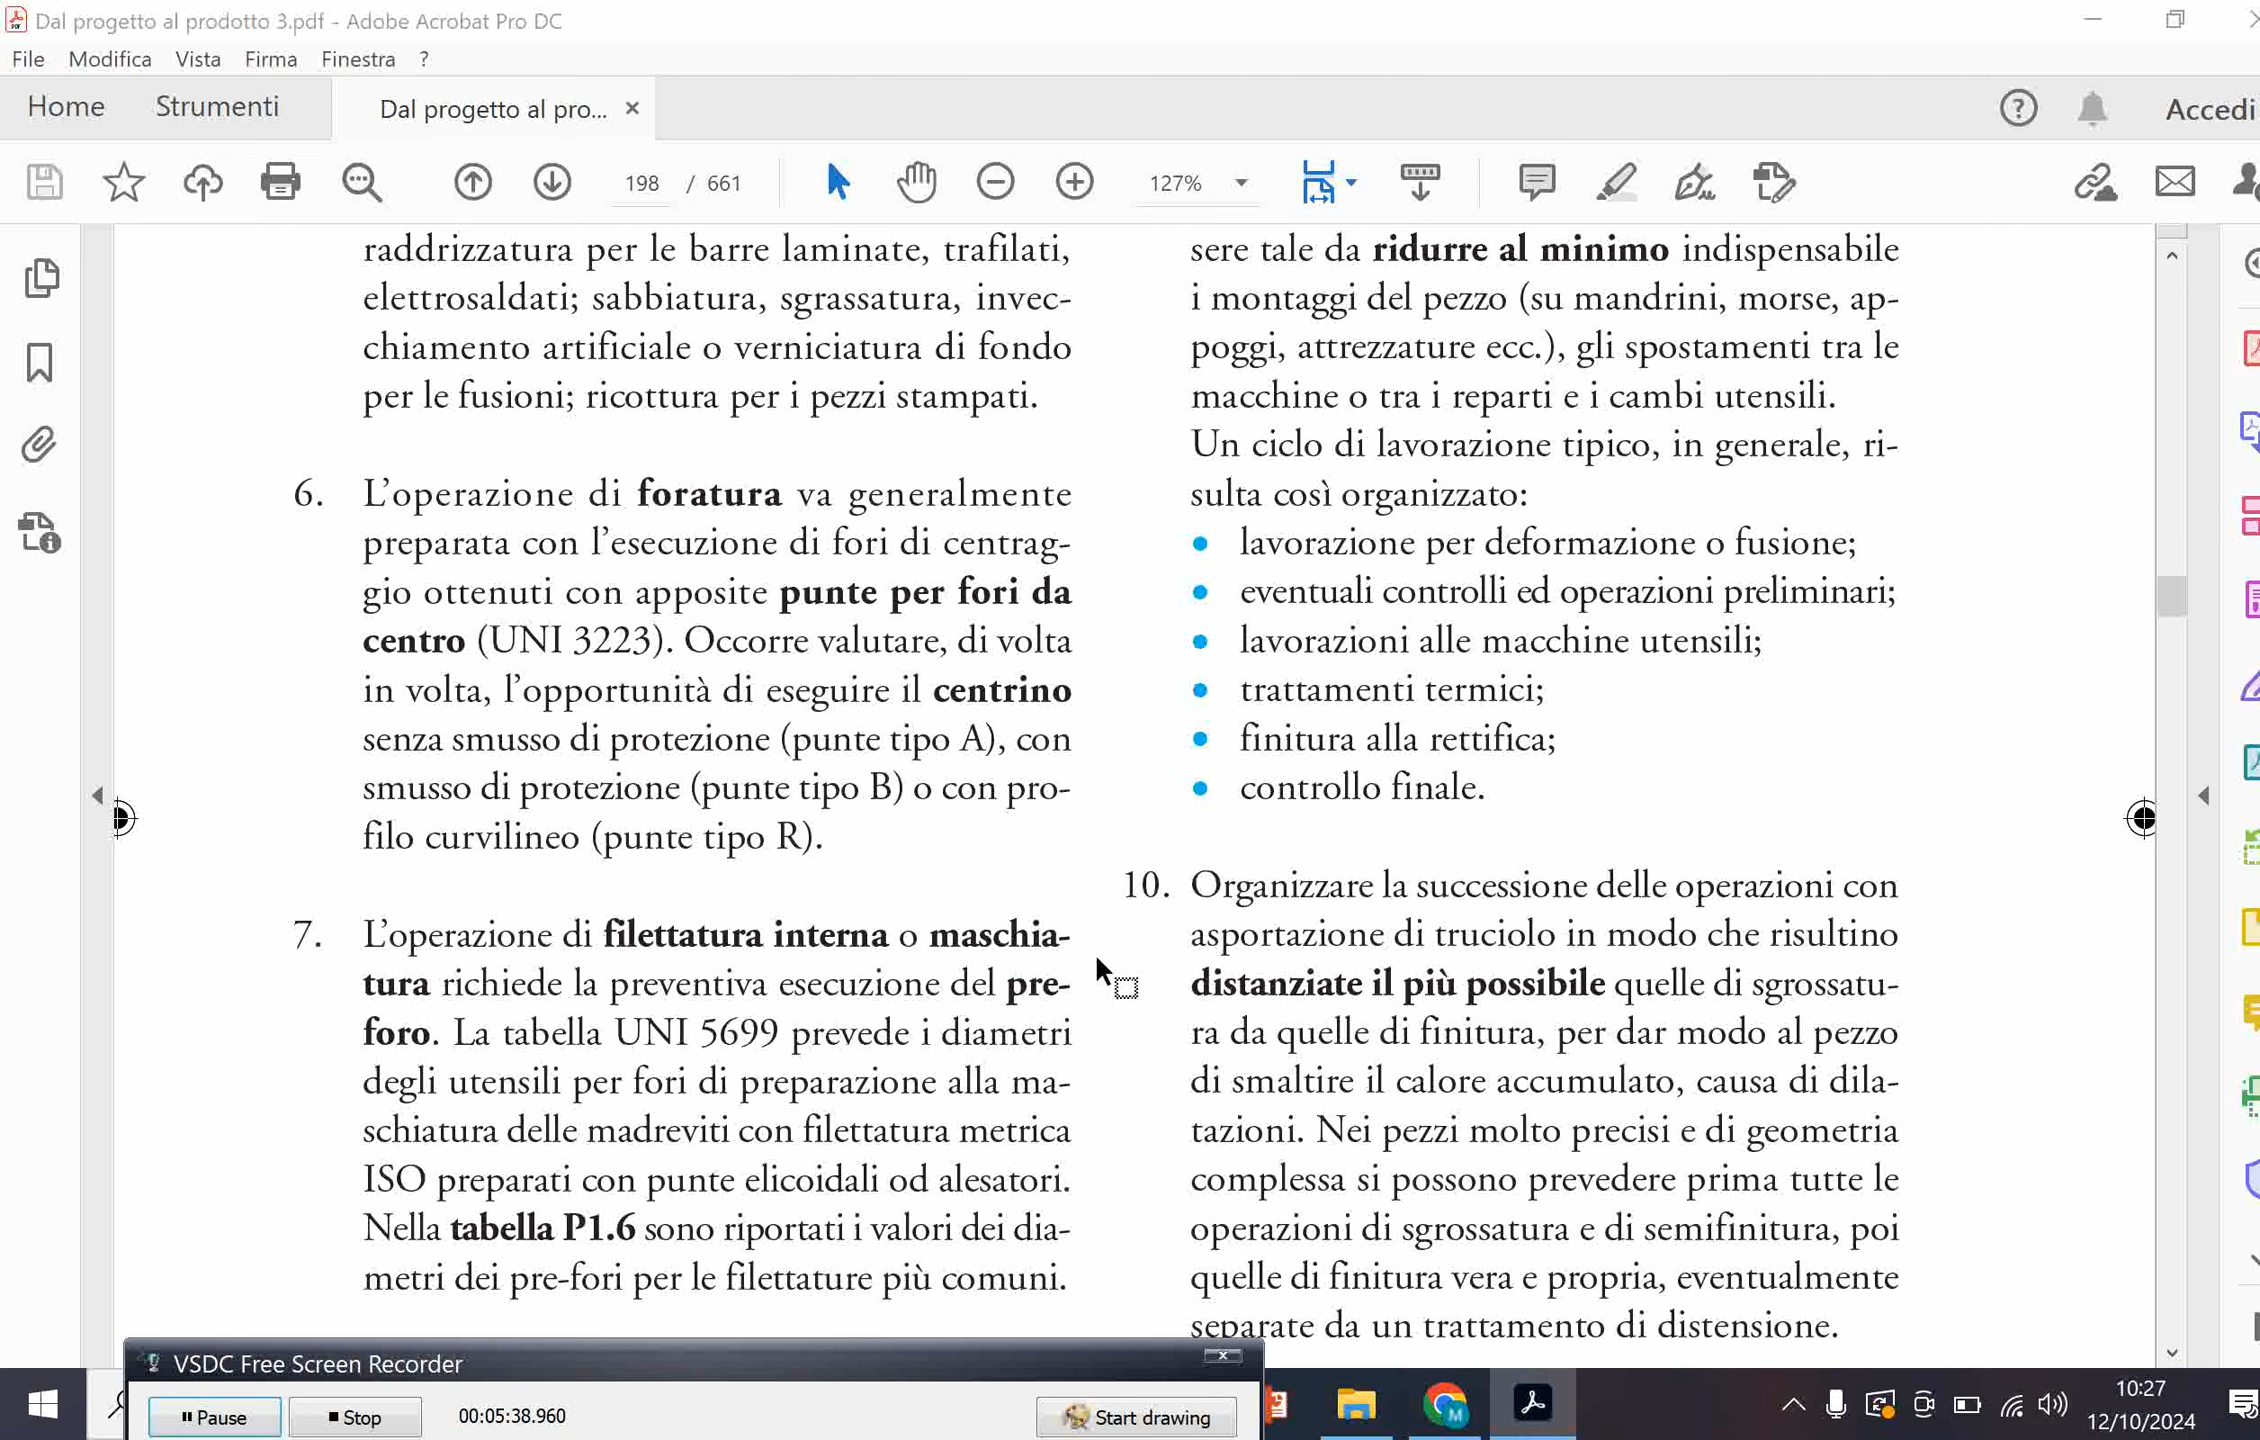 Dal progetto al prodotto 3.pdf - Adobe Acrobat Pro DC
File Modifica Vista Firma Finestra ?
Home Strumenti Dal progetto al pro... Accedi
198 / 661 127%
raddrizzatura per le barre laminate, trafilati,
elettrosaldati; sabbiatura, sgrassatura, invec-
chiamento artificiale o verniciatura di fondo
per le fusioni; ricottura per i pezzi stampati.
6. L’operazione di foratura va generalmente
preparata con l’esecuzione di fori di centrag-
gio ottenuti con apposite punte per fori da
centro (UNI 3223). Occorre valutare, di volta
in volta, l’opportunità di eseguire il centrino
senza smusso di protezione (punte tipo A), con
smusso di protezione (punte tipo B) o con pro-
filo curvilineo (punte tipo R).
7. L’operazione di filettatura interna o maschia-
tura richiede la preventiva esecuzione del pre-
foro. La tabella UNI 5699 prevede i diametri
degli utensili per fori di preparazione alla ma-
schiatura delle madreviti con filettatura metrica
ISO preparati con punte elicoidali od alesatori.
Nella tabella P1.6 sono riportati i valori dei dia-
metri dei pre-fori per le filettature più comuni.
sere tale da ridurre al minimo indispensabile
i montaggi del pezzo (su mandrini, morse, ap-
poggi, attrezzature ecc.), gli spostamenti tra le
macchine o tra i reparti e i cambi utensili.
Un ciclo di lavorazione tipico, in generale, ri-
sulta così organizzato:
• lavorazione per deformazione o fusione;
• eventuali controlli ed operazioni preliminari;
• lavorazioni alle macchine utensili;
• trattamenti termici;
• finitura alla rettifica;
• controllo finale.
10. Organizzare la successione delle operazioni con
asportazione di truciolo in modo che risultino
distanziate il più possibile quelle di sgrossatu-
ra da quelle di finitura, per dar modo al pezzo
di smaltire il calore accumulato, causa di dila-
tazioni. Nei pezzi molto precisi e di geometria
complessa si possono prevedere prima tutte le
operazioni di sgrossatura e di semifinitura, poi
quelle di finitura vera e propria, eventualmente
separate da un trattamento di distensione.
VSDC Free Screen Recorder
Pause Stop 00:05:38.960 Start drawing
10:27
12/10/2024